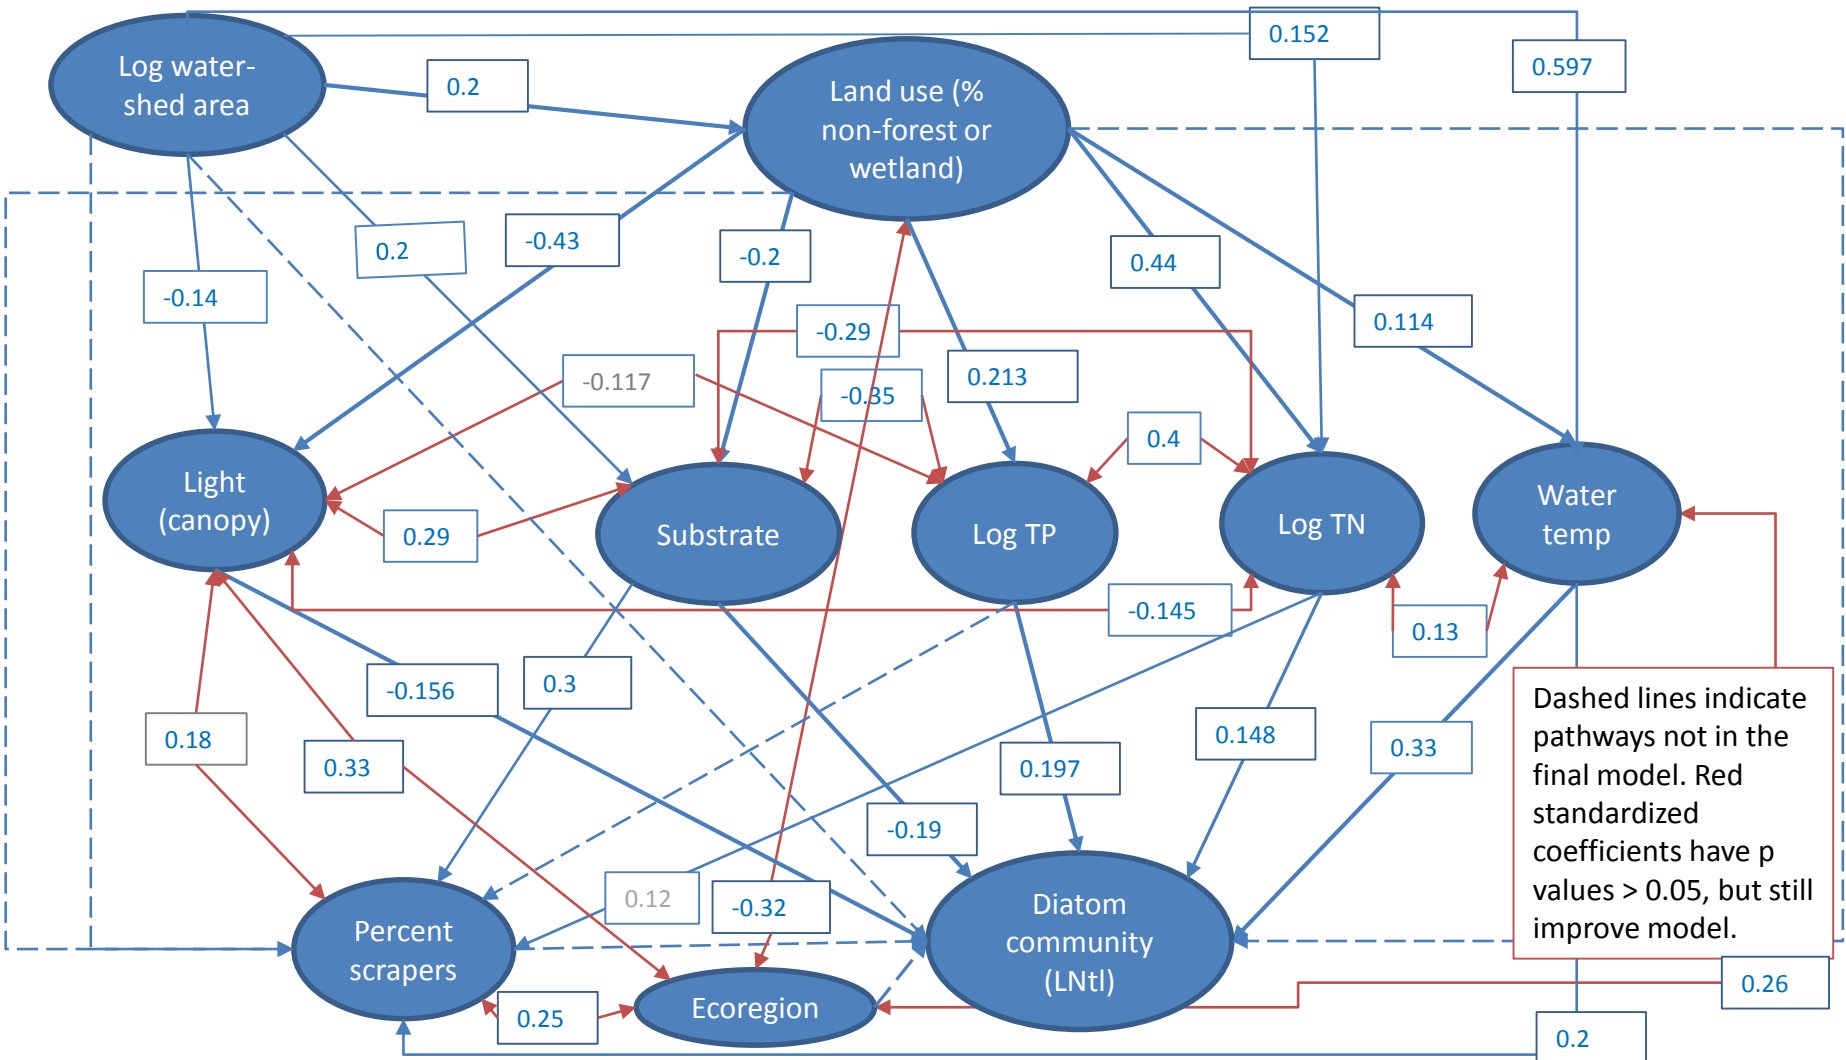 0.152
0.597
Log water-
shed area
0.2
Land use (%
non-forest or
wetland)
0.2
-0.43
-0.2
0.44
-0.14
-0.29
0.114
-0.117
-0.35
0.213
0.4
Light
(canopy)
0.29
Substrate
Log TP
Log TN
Water
temp
-0.145
0.13
-0.156
0.3
0.18
0.33
0.197
0.148
0.33
Dashed lines indicate
pathways not in the
final model. Red
standardized
coefficients have p
values > 0.05, but still
improve model.
-0.19
0.12
-0.32
Percent
scrapers
Diatom
community
(LNtl)
0.25
Ecoregion
0.26
0.2